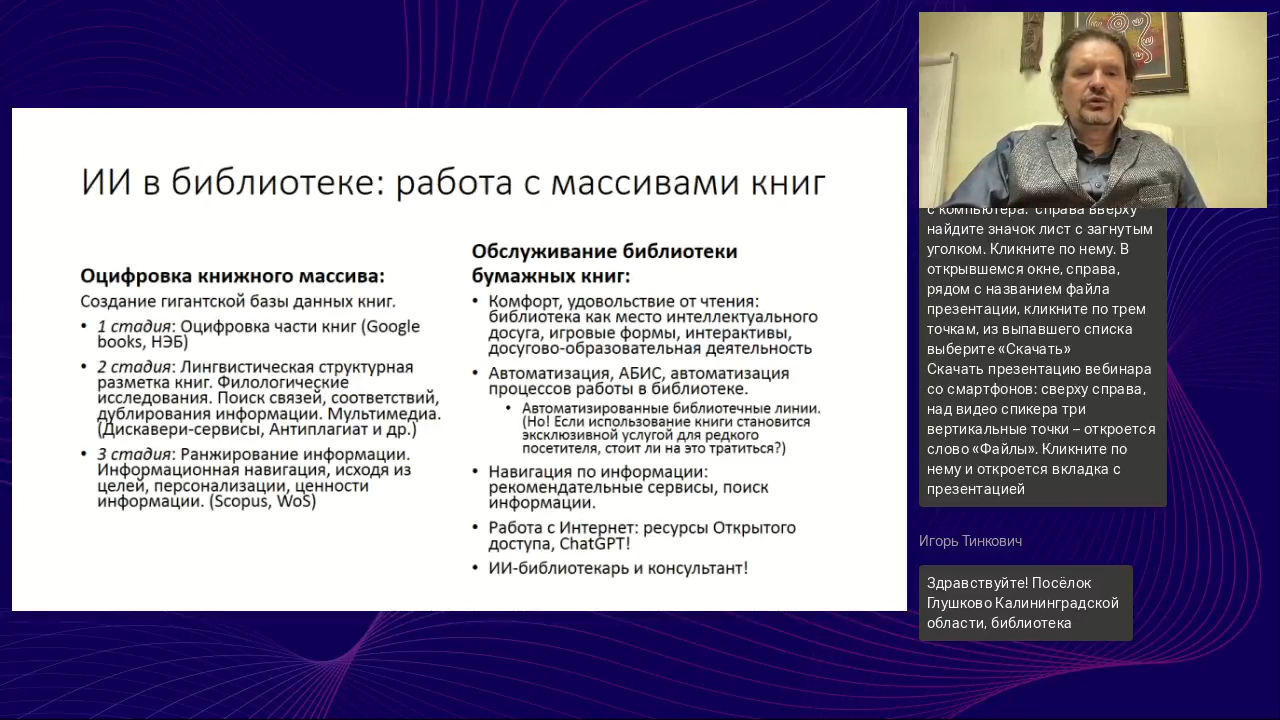 ИИ в библиотеке: работа с массивами книг
Оцифровка книжного массива:
Создание гигантской базы данных книг.
• 1 стадия: Оцифровка части книг (Google
books, НЭБ)
• 2 стадия: Лингвистическая структурная
разметка книг. Филологические
исследования. Поиск связей, соответствий,
дублирования информации. Мультимедиа.
(Дискавери-сервисы, Антиплагиат и др.)
• 3 стадия: Ранжирование информации.
Информационная навигация, исходя из
целей, персонализации, ценности
информации. (Scopus, WoS)
Обслуживание библиотеки
бумажных книг:
• Комфорт, удовольствие от чтения:
библиотека как место интеллектуального
досуга, игровые формы, интерактивы,
досугово-образовательная деятельность
• Автоматизация, АБИС, автоматизация
процессов работы в библиотеке.
• Автоматизированные библиотечные линии.
(Но! Если использование книги становится
эксклюзивной услугой для редкого
посетителя, стоит ли на это тратиться?)
• Навигация по информации:
рекомендательные сервисы, поиск
информации.
• Работа с Интернет: ресурсы Открытого
доступа, ChatGPT!
• ИИ-библиотекарь и консультант!
с компьютера: справа вверху
найдите значок лист с загнутым
уголком. Кликните по нему. В
открывшемся окне, справа,
рядом с названием файла
презентации, кликните по трем
точкам, из выпавшего списка
выберите «Скачать»
Скачать презентацию вебинара
со смартфонов: сверху справа,
над видео спикера три
вертикальные точки – откроется
слово «Файлы». Кликните по
нему и откроется вкладка с
презентацией
Игорь Тинкович
Здравствуйте! Посёлок
Глушково Калининградской
области, библиотека